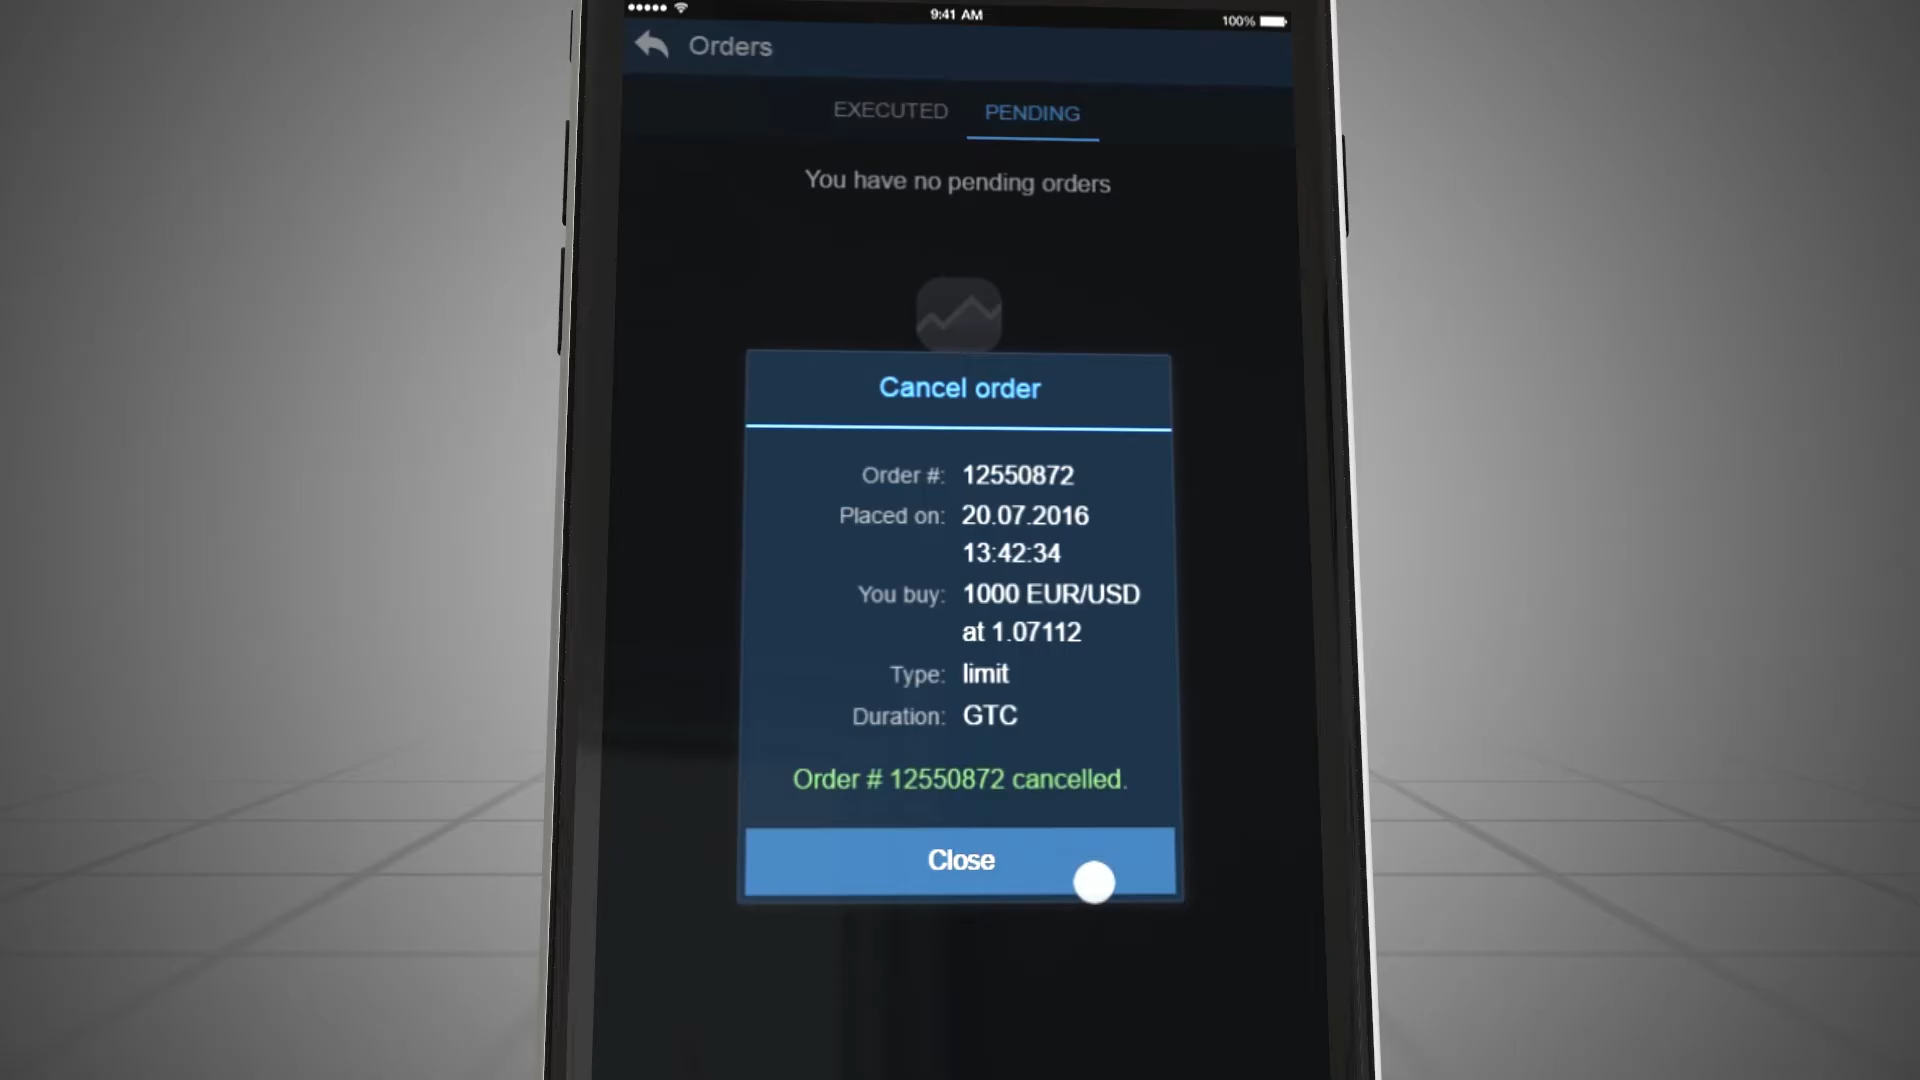 9:41 AM
100%
Orders
EXECUTED PENDING
You have no pending orders
Cancel order
Order #: 12550872
Placed on: 20.07.2016
13:42:34
You buy: 1000 EUR/USD
at 1.07112
Type: limit
Duration: GTC
Order # 12550872 cancelled.
Close